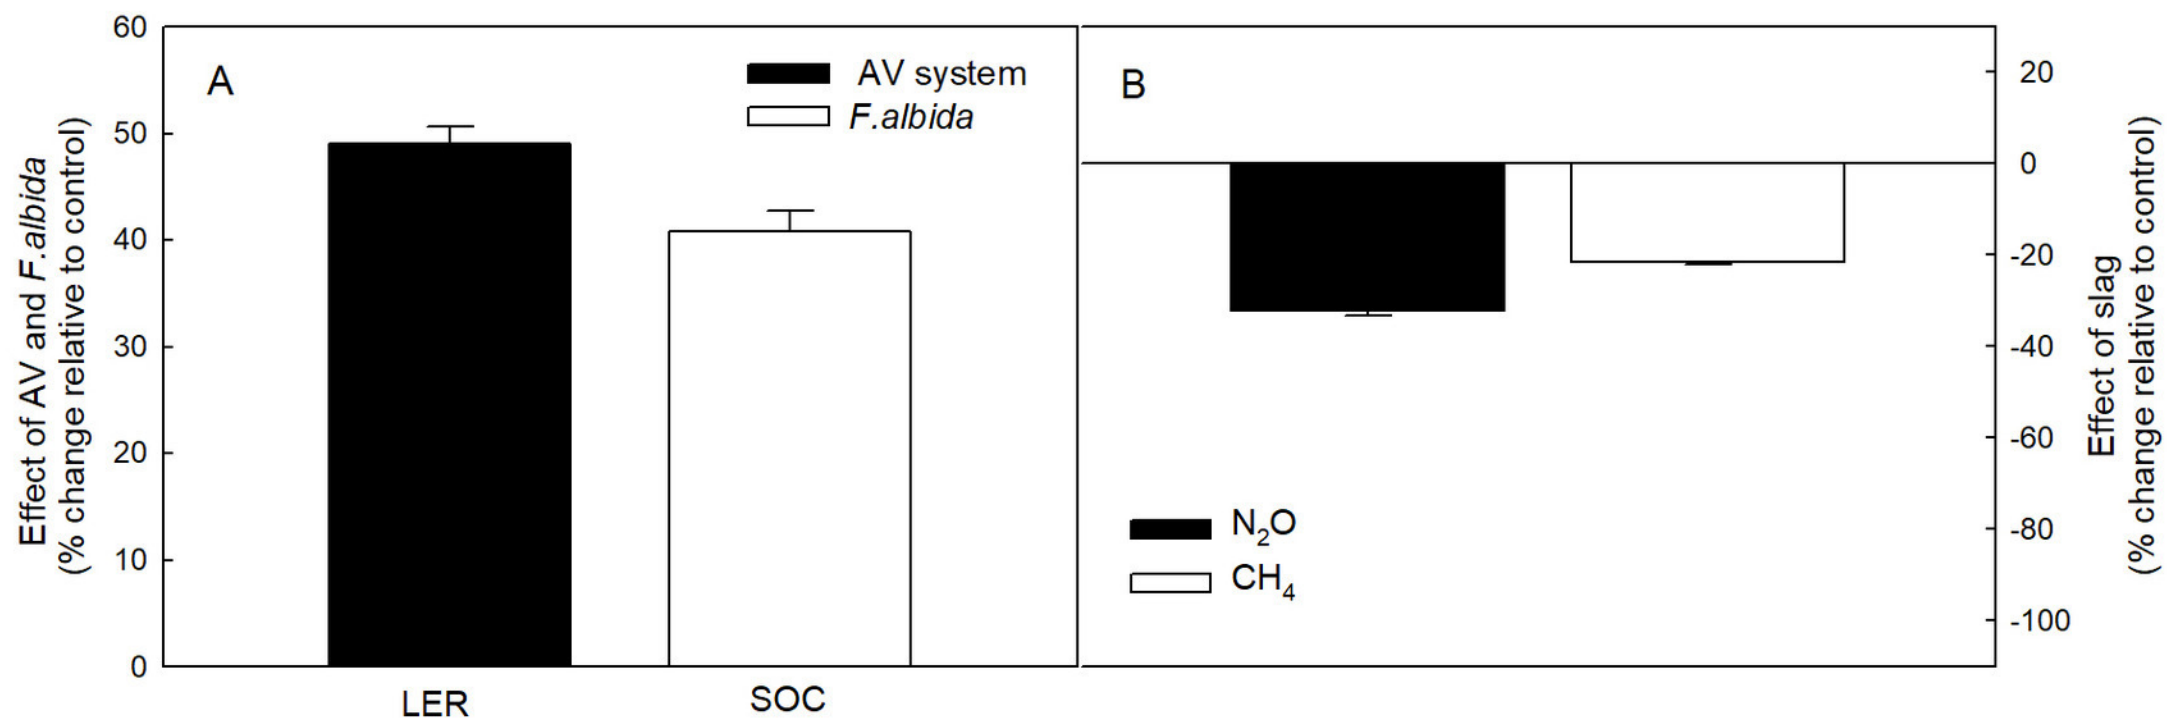 Effect of AV and F.albida
(% change relative to control)
60
50
40
30
20
10
0
A
AV system
F.albida
LER
SOC
B
N₂O
CH₄
20
0
-20
-40
-60
-80
-100
Effect of slag
(% change relative to control)